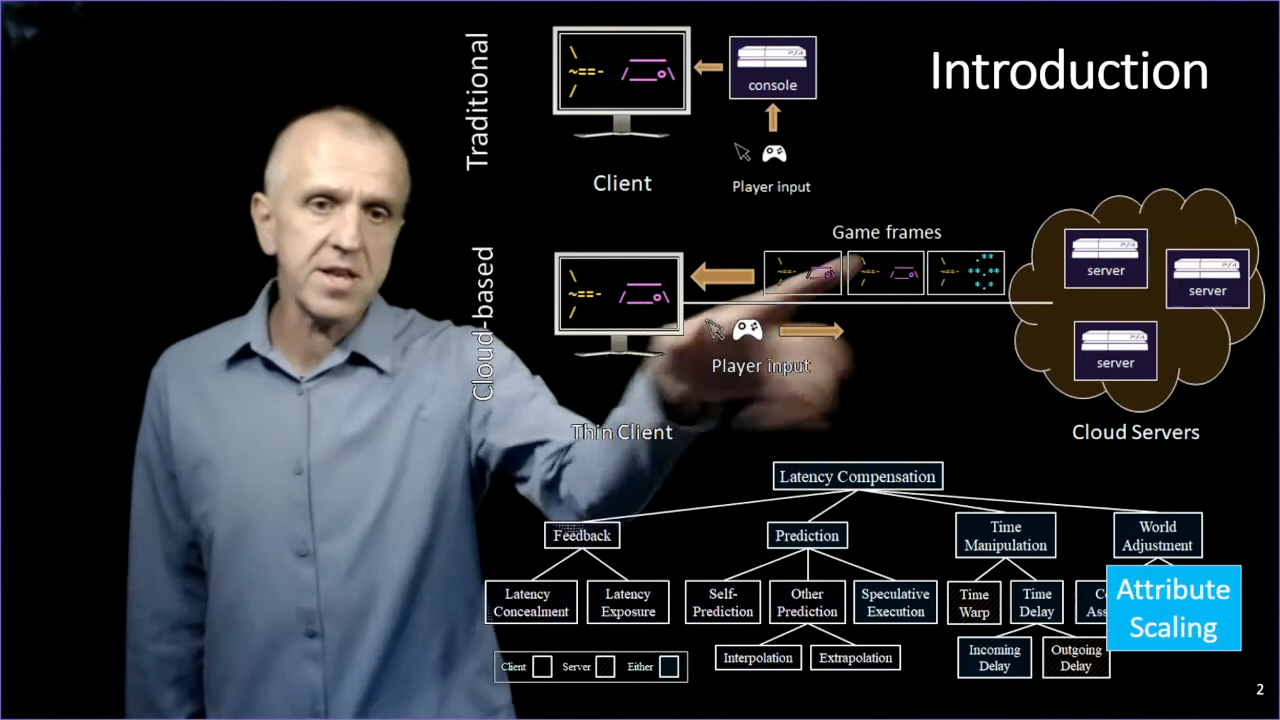 Introduction
Traditional
console
Client
Player input
Cloud-based
Game frames
server
server
server
Player input
Thin Client
Cloud Servers
Latency Compensation
Feedback
Prediction
Time
Manipulation
World
Adjustment
Latency
Concealment
Latency
Exposure
Self-
Prediction
Other
Prediction
Speculative
Execution
Time
Warp
Time
Delay
Attribute
Scaling
Interpolation
Extrapolation
Incoming
Delay
Outgoing
Delay
Client
Server
Either
2